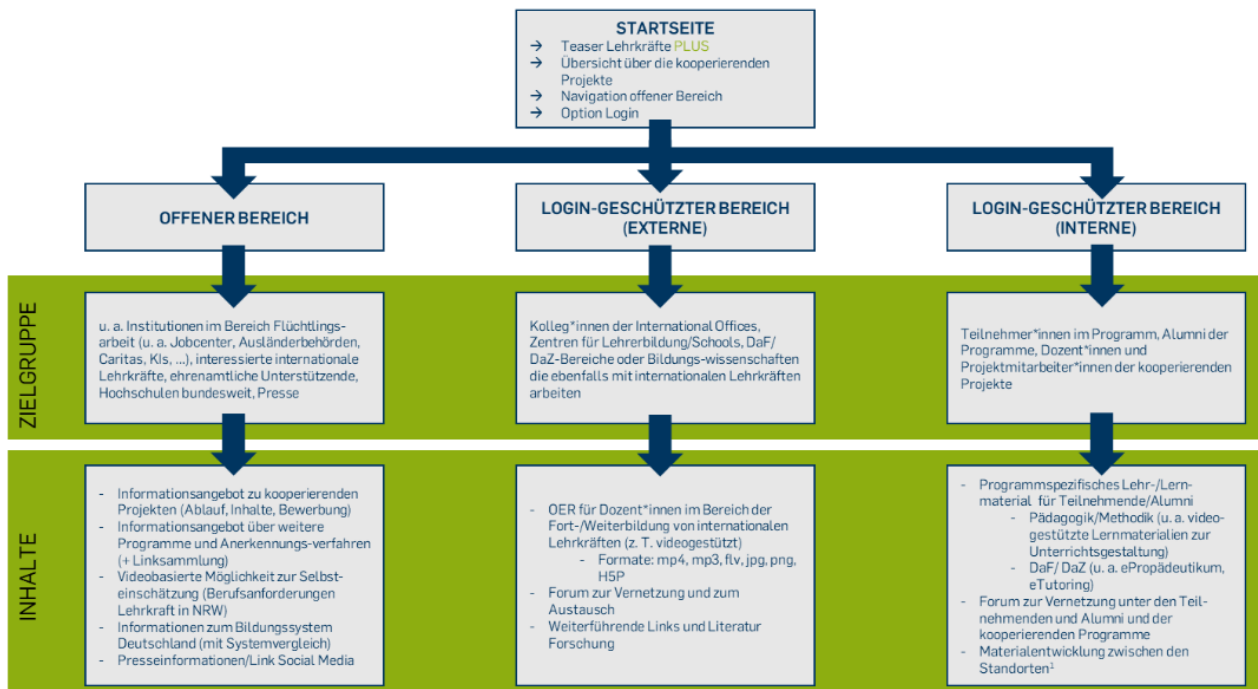 STARTSEITE
→ Teaser Lehrkräfte PLUS
→ Übersicht über die kooperierenden
Projekte
→ Navigation offener Bereich
→ Option Login
OFFENER BEREICH
LOGIN-GESCHÜTZTER BEREICH
(EXTERNE)
LOGIN-GESCHÜTZTER BEREICH
(INTERNE)
ZIELGRUPPE
u. a. Institutionen im Bereich Flüchtlings-
arbeit (u. a. Jobcenter, Ausländerbehörden,
Caritas, KIs, ...), interessierte internationale
Lehrkräfte, ehrenamtliche Unterstützende,
Hochschulen bundesweit, Presse
Kolleg*innen der International Offices,
Zentren für Lehrerbildung/Schools, DaF/
DaZ-Bereiche oder Bildungs-wissenschaften
die ebenfalls mit internationalen Lehrkräften
arbeiten
Teilnehmer*innen im Programm, Alumni der
Programme, Dozent*innen und
Projektmitarbeiter*innen der kooperierenden
Projekte
INHALTE
- Informationsangebot zu kooperierenden
Projekten (Ablauf, Inhalte, Bewerbung)
- Informationsangebot über weitere
Programme und Anerkennungs-verfahren
(+ Linksammlung)
- Videobasierte Möglichkeit zur Selbst-
einschätzung (Berufsanforderungen
Lehrkraft in NRW)
- Informationen zum Bildungssystem
Deutschland (mit Systemvergleich)
- Presseinformationen/Link Social Media
- OER für Dozent*innen im Bereich der
Fort-/Weiterbildung von internationalen
Lehrkräften (z. T. videogestützt)
- Formate: mp4, mp3, flv, jpg, png,
H5P
- Forum zur Vernetzung und zum
Austausch
- Weiterführende Links und Literatur
Forschung
- Programmspezifisches Lehr-/Lern-
material für Teilnehmende/Alumni
- Pädagogik/Methodik (u. a. video-
gestützte Lernmaterialien zur
Unterrichtsgestaltung)
- DaF/ DaZ (u. a. ePropädeutikum,
eTutoring)
- Forum zur Vernetzung unter den Teil-
nehmenden und Alumni und der
kooperierenden Programme
- Materialentwicklung zwischen den
Standorten¹